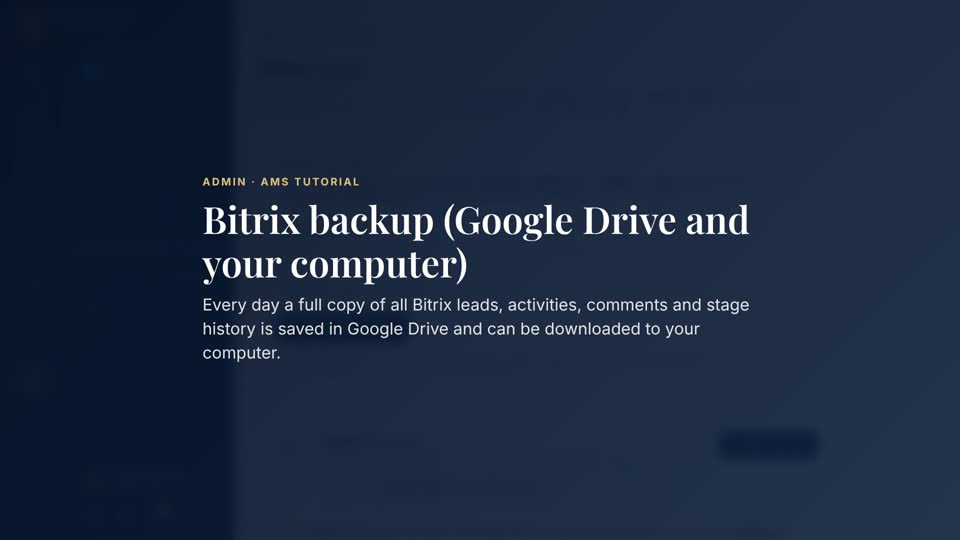 ADMIN · AMS TUTORIAL
Bitrix backup (Google Drive and
your computer)
Every day a full copy of all Bitrix leads, activities, comments and stage
history is saved in Google Drive and can be downloaded to your
computer.